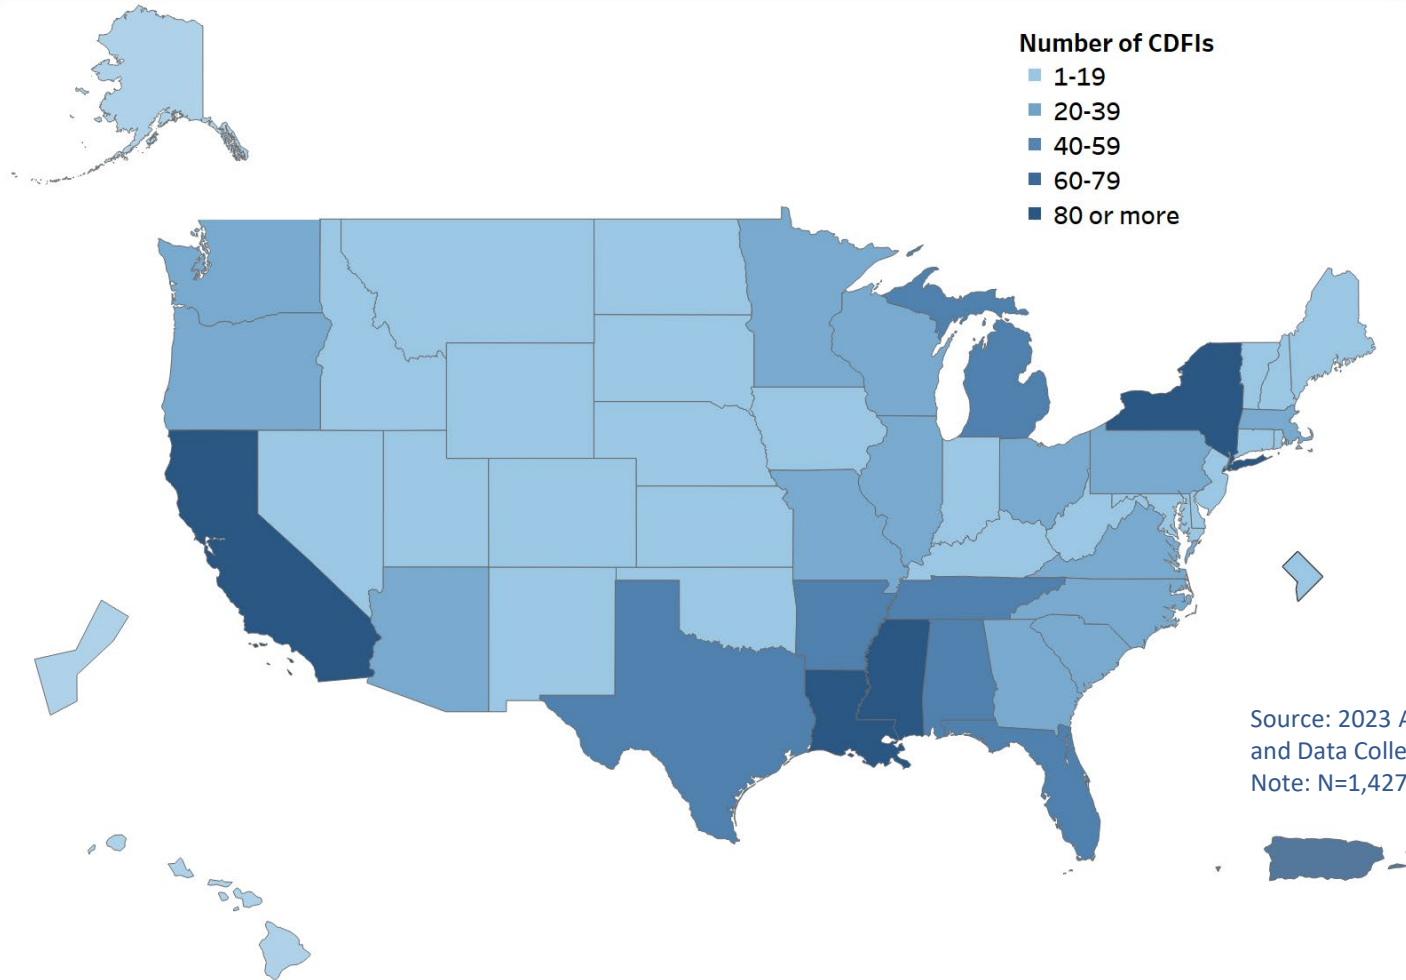 Number of CDFIs
1-19
20-39
40-59
60-79
80 or more
Source: 2023 A
and Data Colle
Note: N=1,427